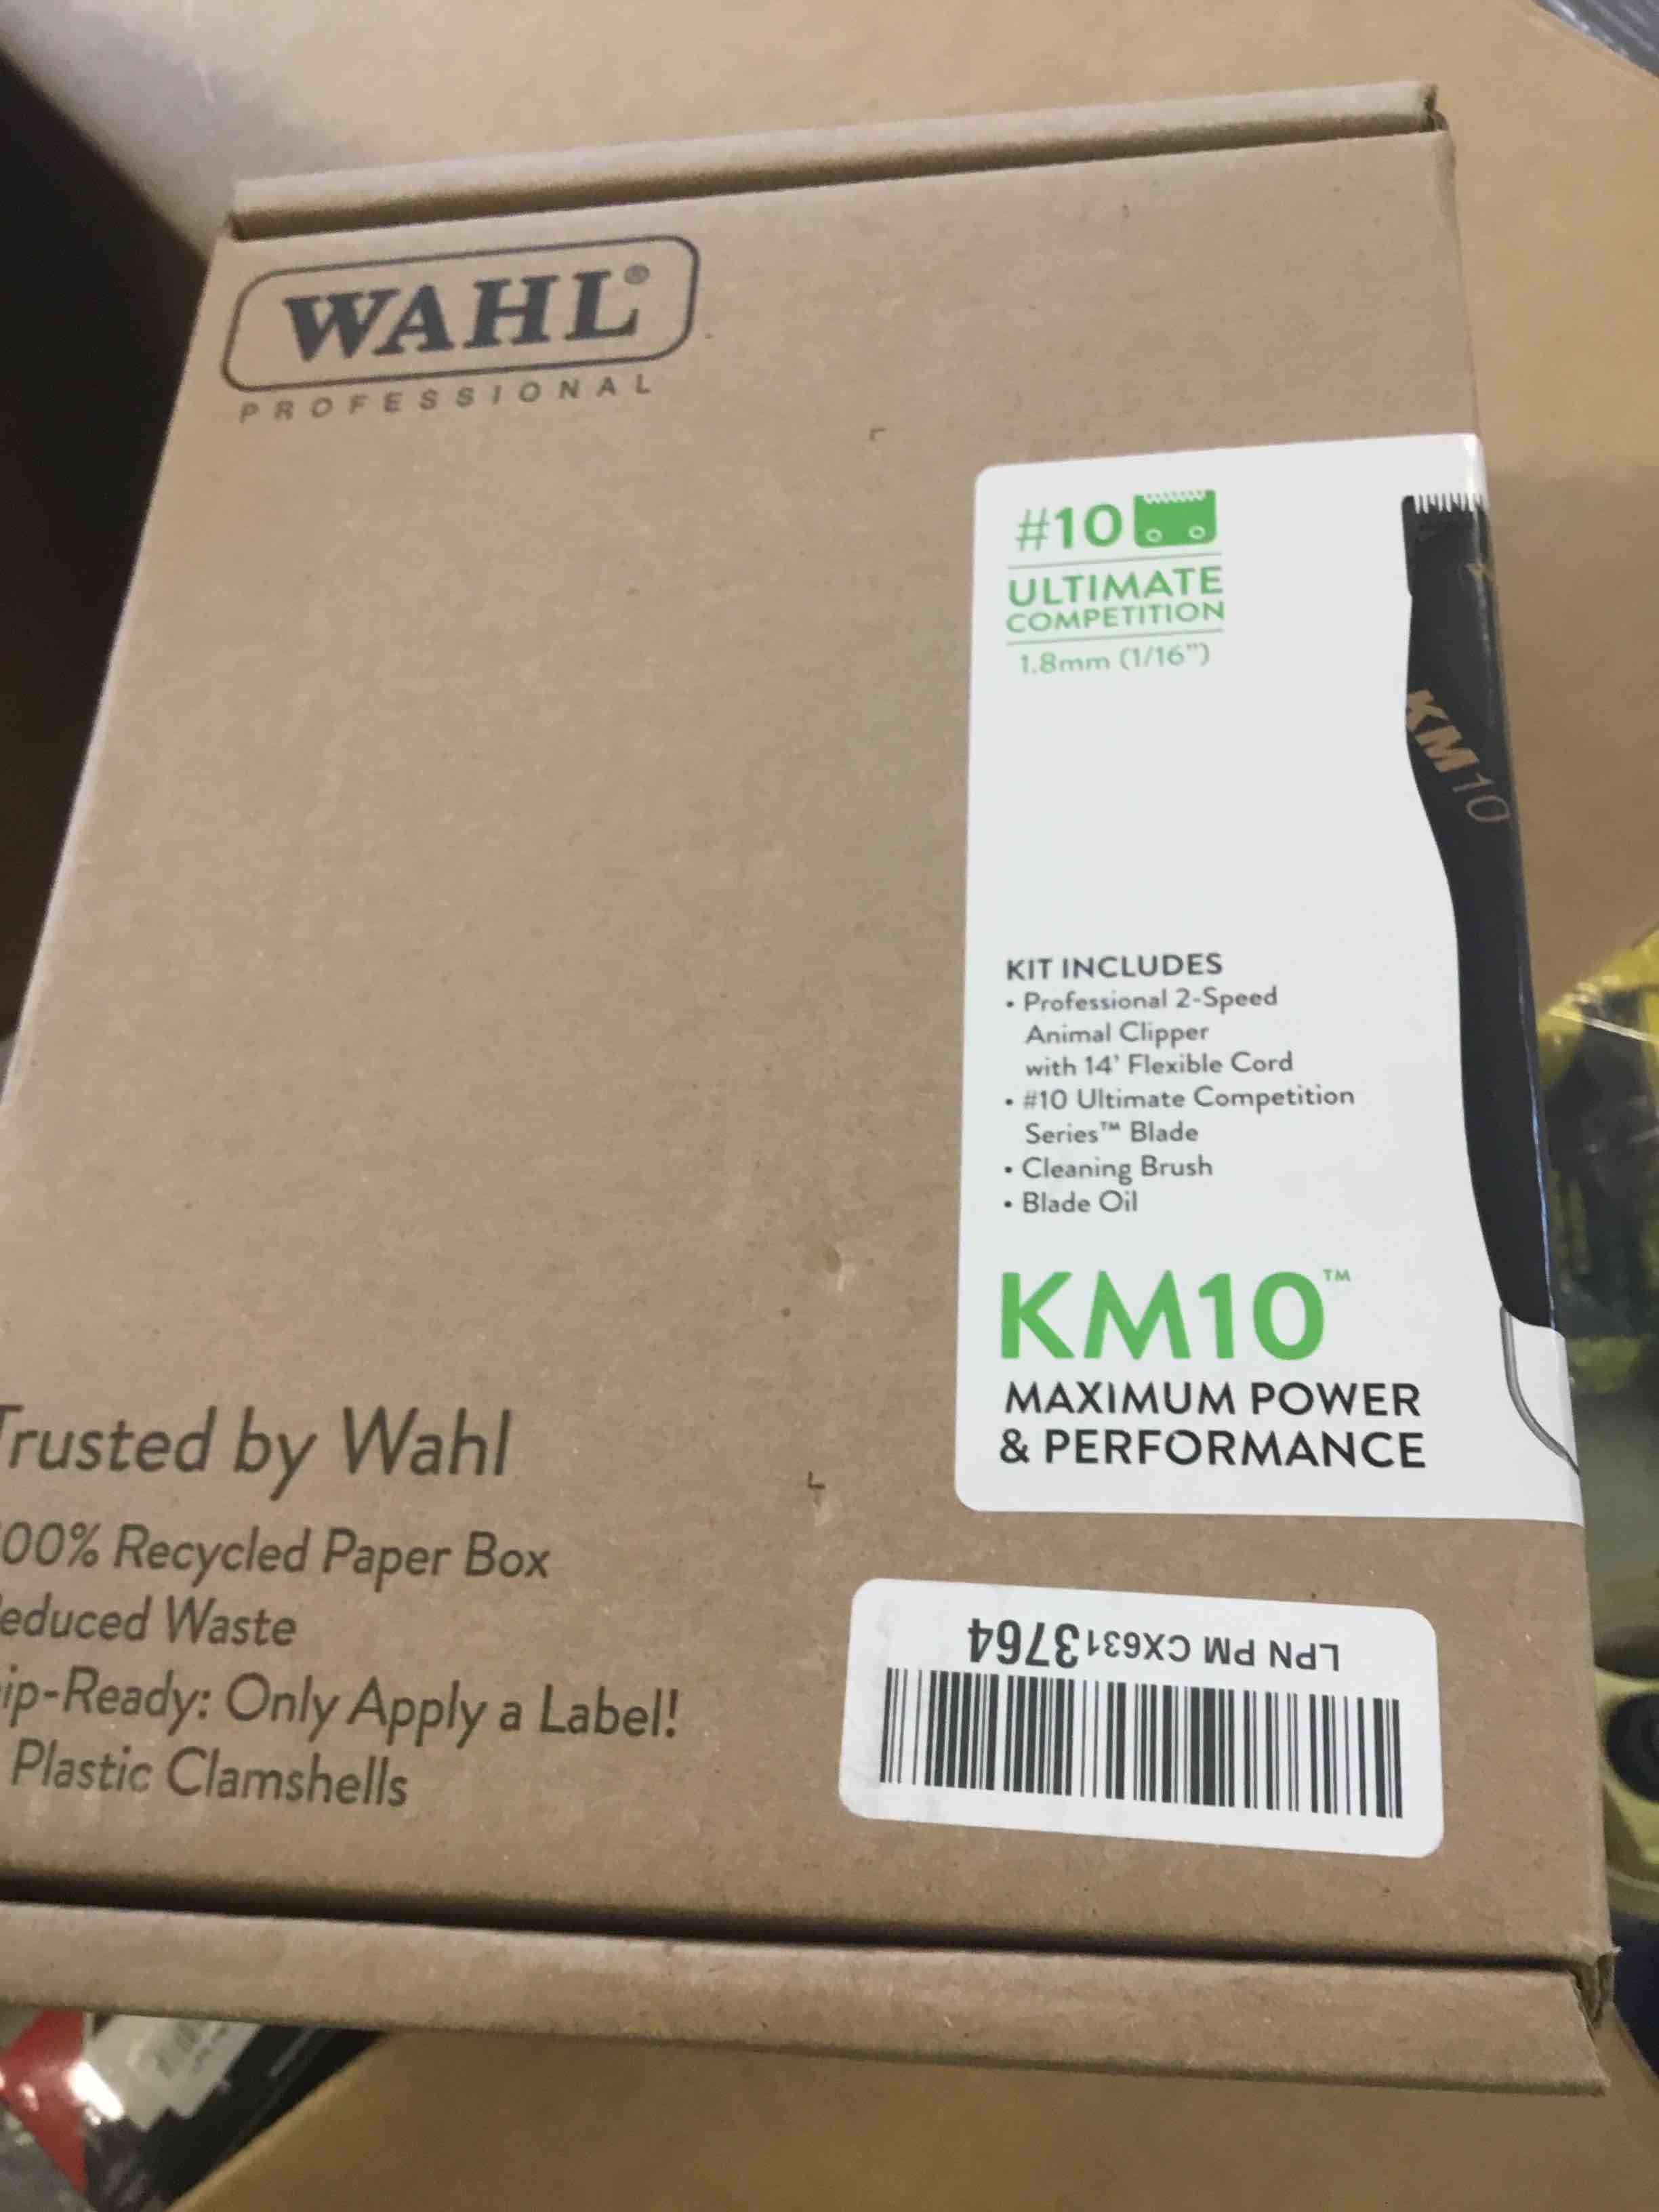 WAHL®
PROFESSIONAL
#10
ULTIMATE
COMPETITION
1.8mm (1/16")
KM10
KIT INCLUDES
• Professional 2-Speed
Animal Clipper
with 14' Flexible Cord
• #10 Ultimate Competition
Series™ Blade
• Cleaning Brush
• Blade Oil
KM10™
MAXIMUM POWER
& PERFORMANCE
Trusted by Wahl
00% Recycled Paper Box
educed Waste
ip-Ready: Only Apply a Label!
Plastic Clamshells
LPN PM CX6313764